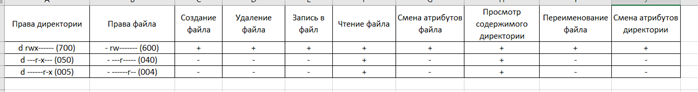 Права директории Права файла Создание файла Удаление файла Запись в файл Чтение файла Смена атрибутов файла Просмотр содержимого директории Переименование файла Смена атрибутов директории
d rwx------ (700) - rw------- (600) + + + + + + + +
d ---r-x--- (050) - ---r----- (040) - - - + - + - -
d ------r-x (005) - ------r-- (004) - - - + - + - -